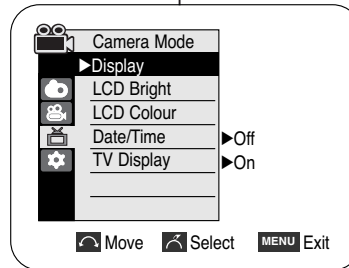 Camera Mode
▶Display
LCD Bright
LCD Colour
Date/Time ▶Off
TV Display ▶On
Move Select MENU Exit